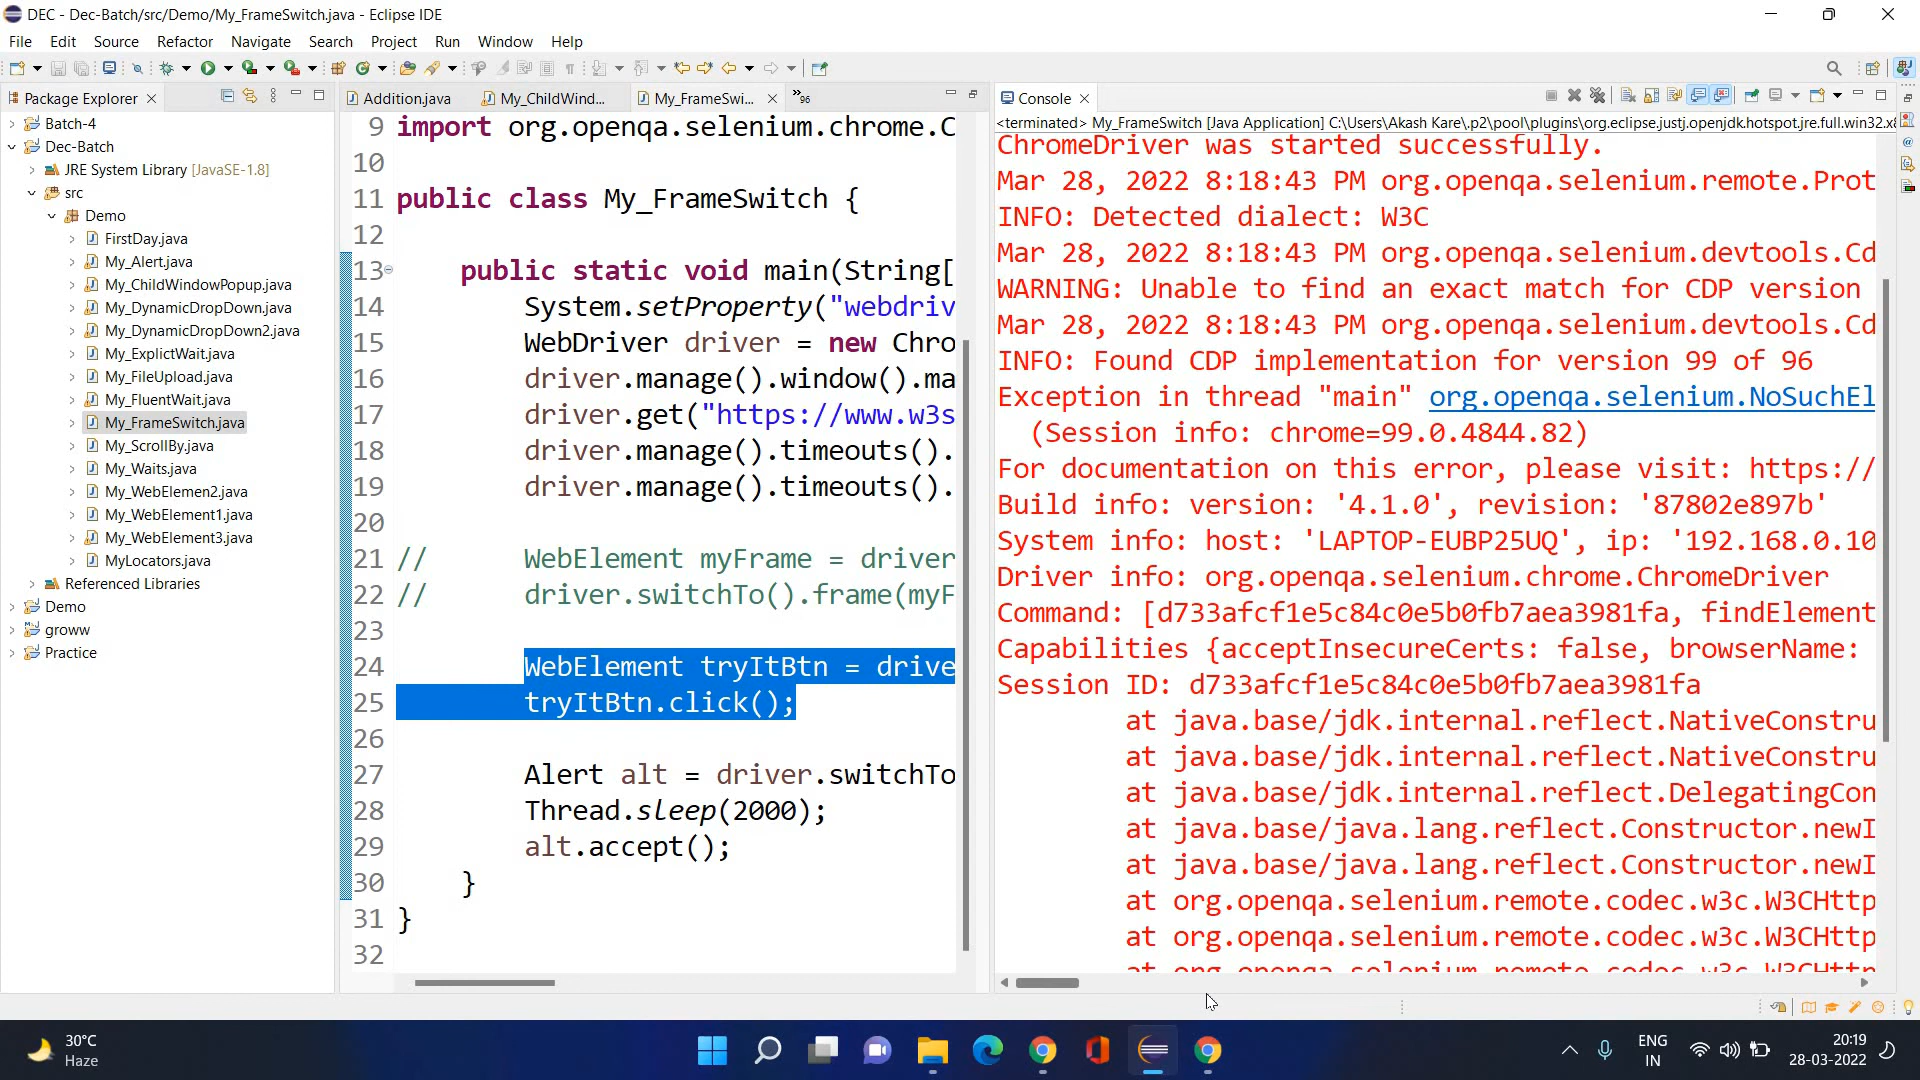 DEC - Dec-Batch/src/Demo/My_FrameSwitch.java - Eclipse IDE
File Edit Source Refactor Navigate Search Project Run Window Help
Package Explorer
Addition.java
My_ChildWind...
My_FrameSwi...
96
Console
Batch-4
Dec-Batch
JRE System Library [JavaSE-1.8]
src
Demo
FirstDay.java
My_Alert.java
My_ChildWindowPopup.java
My_DynamicDropDown.java
My_DynamicDropDown2.java
My_ExplictWait.java
My_FileUpload.java
My_FluentWait.java
My_FrameSwitch.java
My_ScrollBy.java
My_Waits.java
My_WebElemen2.java
My_WebElement1.java
My_WebElement3.java
MyLocators.java
Referenced Libraries
Demo
groww
Practice
9 import org.openqa.selenium.chrome.C
10
11 public class My_FrameSwitch {
12
13 public static void main(String[
14 System.setProperty("webdriv
15 WebDriver driver = new Chro
16 driver.manage().window().ma
17 driver.get("https://www.w3s
18 driver.manage().timeouts().
19 driver.manage().timeouts().
20
21 // WebElement myFrame = driver
22 // driver.switchTo().frame(myF
23
24 WebElement tryItBtn = drive
25 tryItBtn.click();
26
27 Alert alt = driver.switchTo
28 Thread.sleep(2000);
29 alt.accept();
30 }
31 }
32
<terminated> My_FrameSwitch [Java Application] C:\Users\Akash Kare\.p2\pool\plugins\org.eclipse.justj.openjdk.hotspot.jre.full.win32.x8
ChromeDriver was started successfully.
Mar 28, 2022 8:18:43 PM org.openqa.selenium.remote.Prot
INFO: Detected dialect: W3C
Mar 28, 2022 8:18:43 PM org.openqa.selenium.devtools.Cd
WARNING: Unable to find an exact match for CDP version
Mar 28, 2022 8:18:43 PM org.openqa.selenium.devtools.Cd
INFO: Found CDP implementation for version 99 of 96
Exception in thread "main" org.openqa.selenium.NoSuchEl
(Session info: chrome=99.0.4844.82)
For documentation on this error, please visit: https://
Build info: version: '4.1.0', revision: '87802e897b'
System info: host: 'LAPTOP-EUBP25UQ', ip: '192.168.0.10
Driver info: org.openqa.selenium.chrome.ChromeDriver
Command: [d733afcf1e5c84c0e5b0fb7aea3981fa, findElement
Capabilities {acceptInsecureCerts: false, browserName:
Session ID: d733afcf1e5c84c0e5b0fb7aea3981fa
at java.base/jdk.internal.reflect.NativeConstru
at java.base/jdk.internal.reflect.NativeConstru
at java.base/jdk.internal.reflect.DelegatingCon
at java.base/java.lang.reflect.Constructor.newI
at java.base/java.lang.reflect.Constructor.newI
at org.openqa.selenium.remote.codec.w3c.W3CHttp
at org.openqa.selenium.remote.codec.w3c.W3CHttp
at org.openqa.selenium.remote.codec.w3c.W3CHttp
30°C
Haze
ENG
IN
20:19
28-03-2022